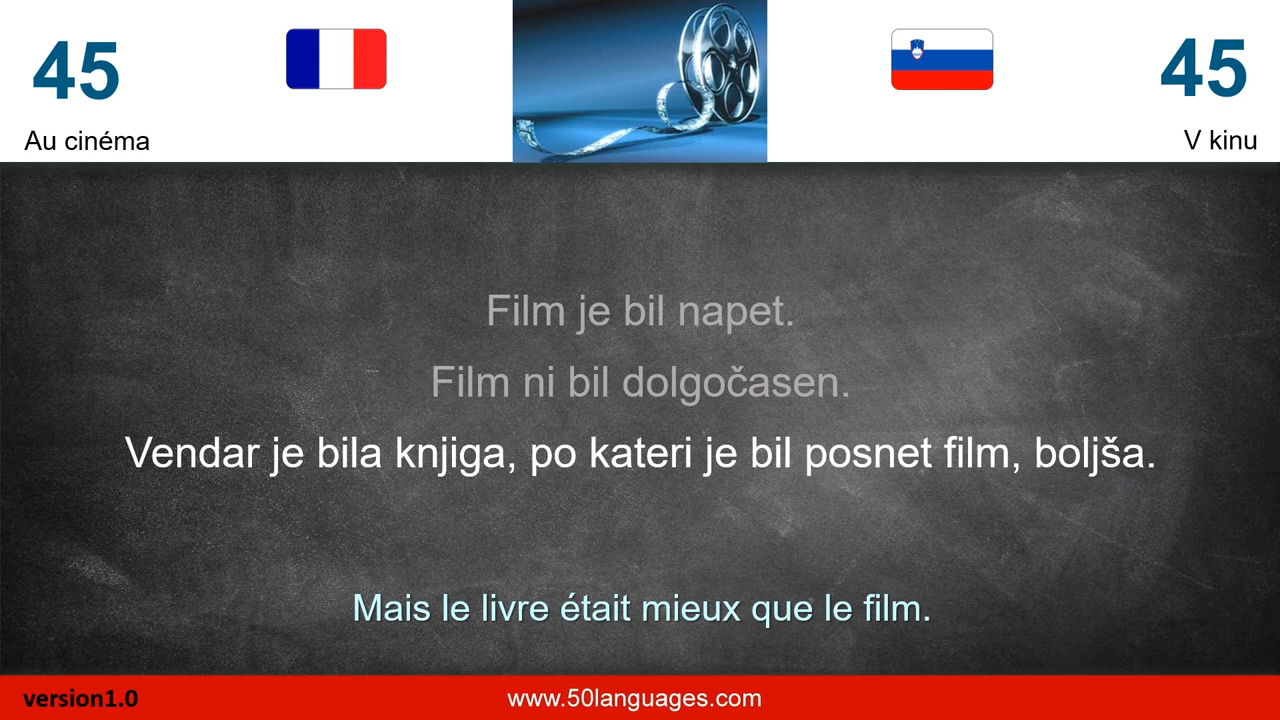 45
45
Au cinéma
V kinu
Film je bil napet.
Film ni bil dolgočasen.
Vendar je bila knjiga, po kateri je bil posnet film, boljša.
Mais le livre était mieux que le film.
version1.0
www.50languages.com